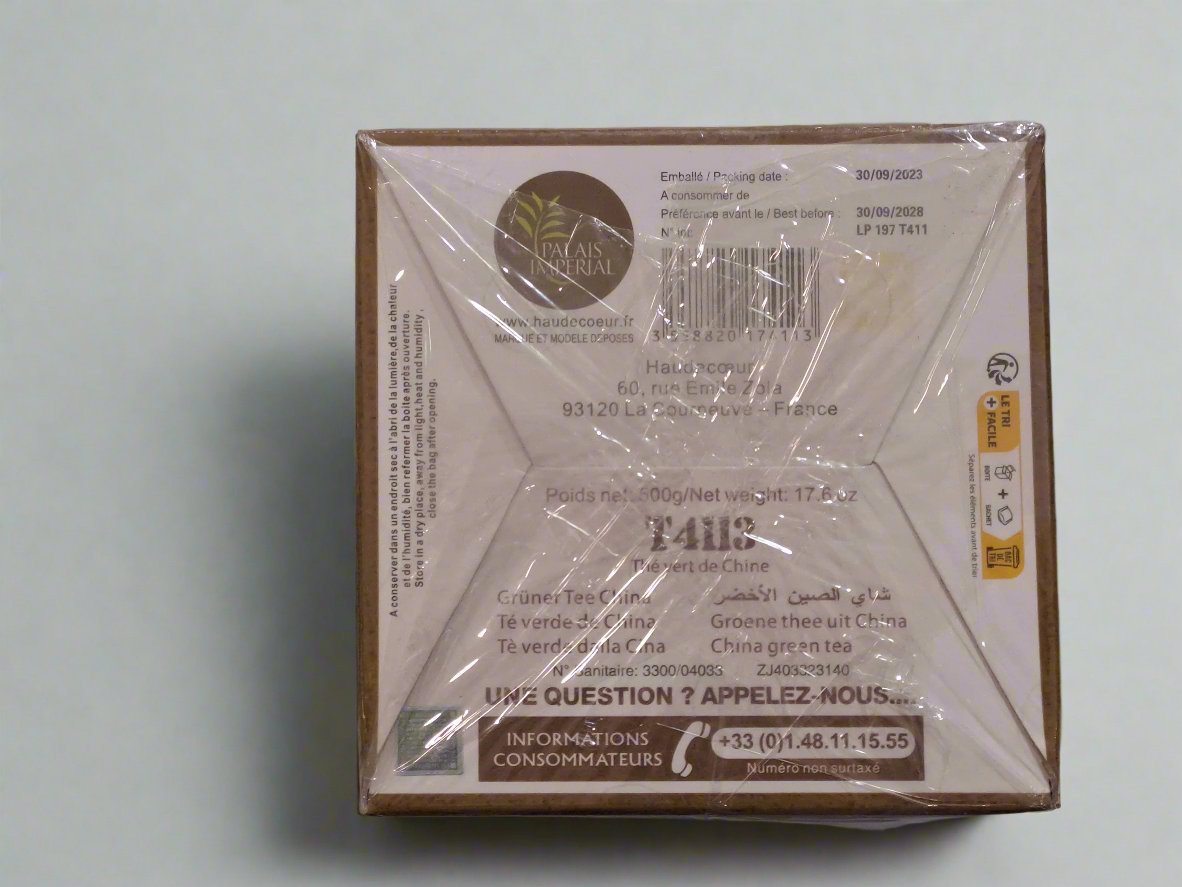 Emballé / Packing date : 30/09/2023
A consommer de
Préférence avant le / Best before : 30/09/2028
N° lot LP 197 T411
PALAIS
IMPERIAL
www.haudecoeur.fr
MARQUE ET MODELE DEPOSES
Haudecœur
60, rue Emile Zola
93120 La Courneuve – France
A conserver dans un endroit sec à l'abri de la lumière, de la chaleur
et de l'humidité, bien refermer la boite après ouverture.
Store in a dry place, away from light, heat and humidity,
close the bag after opening.
LE TRI
+ FACILE
BOITE
+
SACHET
BAC
DE
TRI
Séparez les éléments avant de trier
Poids net: 500g/Net weight: 17.6 oz
T4113
Thé vert de Chine
Grüner Tee China شاي الصين الأخضر
Té verde de China Groene thee uit China
Tè verde dalla Cina China green tea
N° Sanitaire: 3300/04033 ZJ403323140
UNE QUESTION ? APPELEZ-NOUS....
INFORMATIONS
CONSOMMATEURS
+33 (0)1.48.11.15.55
Numéro non surtaxé